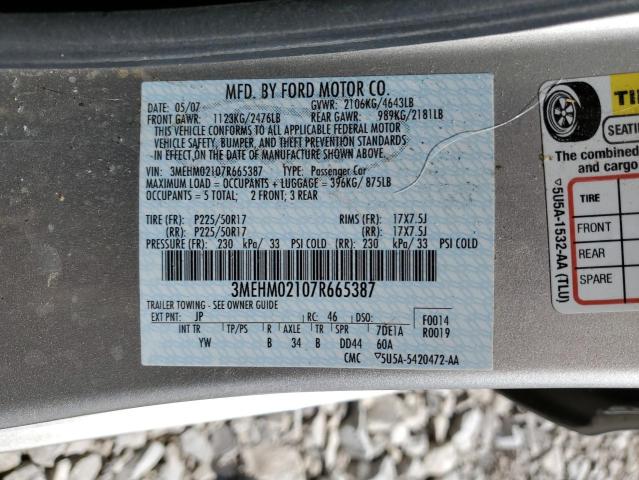 MFD. BY FORD MOTOR CO.
DATE: 05/07 GVWR: 2106KG/4643LB
FRONT GAWR: 1123KG/2476LB REAR GAWR: 989KG/2181LB
THIS VEHICLE CONFORMS TO ALL APPLICABLE FEDERAL MOTOR
VEHICLE SAFETY, BUMPER, AND THEFT PREVENTION STANDARDS
IN EFFECT ON THE DATE OF MANUFACTURE SHOWN ABOVE.
VIN: 3MEHM02107R665387 TYPE: Passenger Car
MAXIMUM LOAD = OCCUPANTS + LUGGAGE = 396KG/ 875LB
OCCUPANTS = 5 TOTAL; 2 FRONT; 3 REAR
TIRE (FR): P225/50R17 RIMS (FR): 17X7.5J
(RR): P225/50R17 (RR): 17X7.5J
PRESSURE (FR): 230 kPa/ 33 PSI COLD (RR): 230 kPa/ 33 PSI COLD
3MEHM02107R665387
TRAILER TOWING - SEE OWNER GUIDE
EXT PNT: JP RC: 46 DSO: F0014
INT TR TP/PS R AXLE TR SPR 7DE1A R0019
YW B 34 B DD44 60A
CMC ▽5U5A-5420472-AA
TI
SEATI
The combined
and cargo
TIRE
FRONT
REAR
SPARE
▽5U5A-1532-AA (TLU)